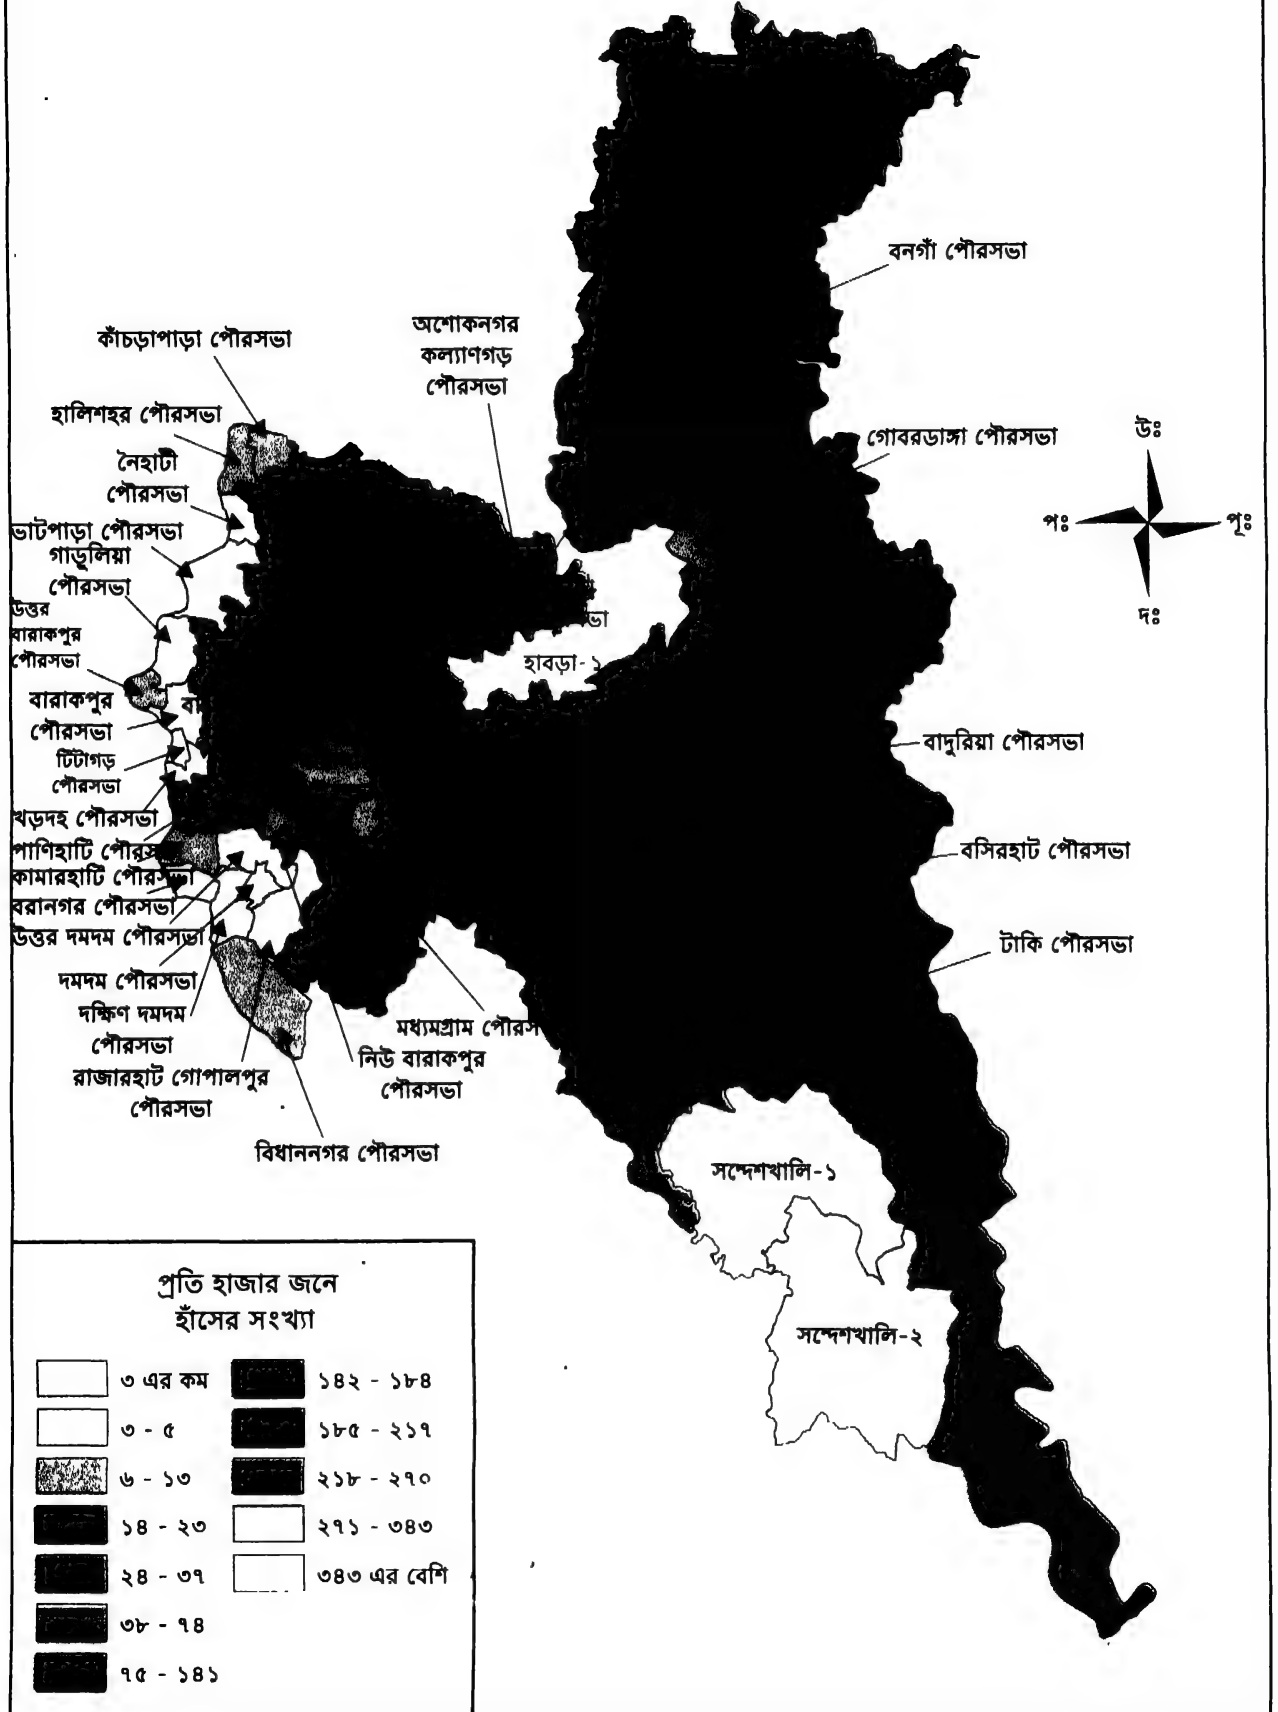 বনগাঁ পৌরসভা
কাঁচড়াপাড়া পৌরসভা
অশোকনগর
কল্যাণগড়
পৌরসভা
হালিশহর পৌরসভা
গোবরডাঙ্গা পৌরসভা
উঃ
পঃ
পূঃ
দঃ
নৈহাটী
পৌরসভা
ভাটপাড়া পৌরসভা
গাড়ুলিয়া
পৌরসভা
উত্তর
বারাকপুর
পৌরসভা
ভা
হাবড়া-১
বারাকপুর
পৌরসভা
বা
টিটাগড়
পৌরসভা
বাদুরিয়া পৌরসভা
খড়দহ পৌরসভা
পাণিহাটি পৌরস
কামারহাটি পৌরসভা
বরানগর পৌরসভা
উত্তর দমদম পৌরসভা
বসিরহাট পৌরসভা
টাকি পৌরসভা
দমদম পৌরসভা
দক্ষিণ দমদম
পৌরসভা
মধ্যমগ্রাম পৌরস
নিউ বারাকপুর
পৌরসভা
রাজারহাট গোপালপুর
পৌরসভা
বিধাননগর পৌরসভা
সন্দেশখালি-১
সন্দেশখালি-২
প্রতি হাজার জনে
হাঁসের সংখ্যা
৩ এর কম
৩ - ৫
৬ - ১৩
১৪ - ২৩
২৪ - ৩৭
৩৮ - ৭৪
৭৫ - ১৪১
১৪২ - ১৮৪
১৮৫ - ২১৭
২১৮ - ২৭০
২৭১ - ৩৪৩
৩৪৩ এর বেশি